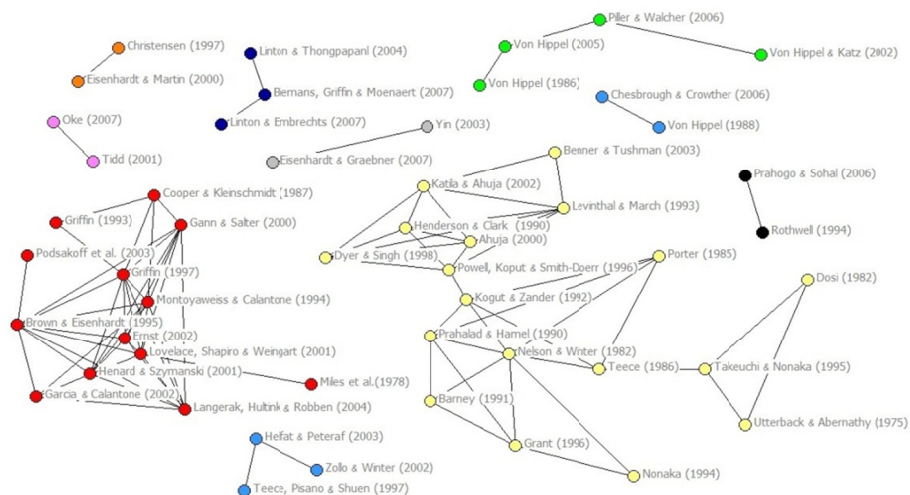 Christensen (1997)
Eisenhardt & Martin (2000)
Linton & Thongpapanl (2004)
Bemans, Griffin & Moenaert (2007)
Linton & Embrechts (2007)
Piller & Walcher (2006)
Von Hippel (2005)
Von Hippel & Katz (2002)
Von Hippel (1986)
Chesbrough & Crowther (2006)
Von Hippel (1988)
Oke (2007)
Tidd (2001)
Yin (2003)
Eisenhardt & Graebner (2007)
Benner & Tushman (2003)
Katila & Ahuja (2002)
Levinthal & March (1993)
Henderson & Clark (1990)
Ahuja (2000)
Dyer & Singh (1998)
Powell, Koput & Smith-Doerr (1996)
Prahogo & Sohal (2006)
Rothwell (1994)
Cooper & Kleinschmidt (1987)
Griffin (1993)
Gann & Salter (2000)
Podsakoff et al. (2003)
Griffin (1997)
Montoyaweiss & Calantone (1994)
Brown & Eisenhardt (1995)
Ernst (2002)
Lovelace, Shapiro & Weingart (2001)
Henard & Szymanski (2001)
Miles et al.(1978)
Garcia & Calantone (2002)
Langerak, Hultink & Robben (2004)
Porter (1985)
Dosi (1982)
Kogut & Zander (1992)
Prahalad & Hamel (1990)
Nelson & Winter (1982)
Teece (1986)
Takeuchi & Nonaka (1995)
Barney (1991)
Utterback & Abernathy (1975)
Grant (1996)
Nonaka (1994)
Hefat & Peteraf (2003)
Zollo & Winter (2002)
Teece, Pisano & Shuen (1997)